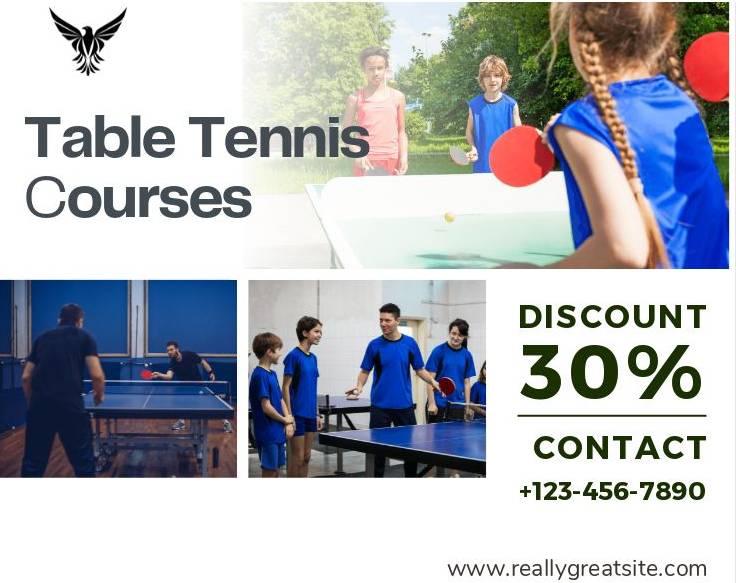 Table Tennis
Courses
DISCOUNT
30%
CONTACT
+123-456-7890
www.reallygreatsite.com